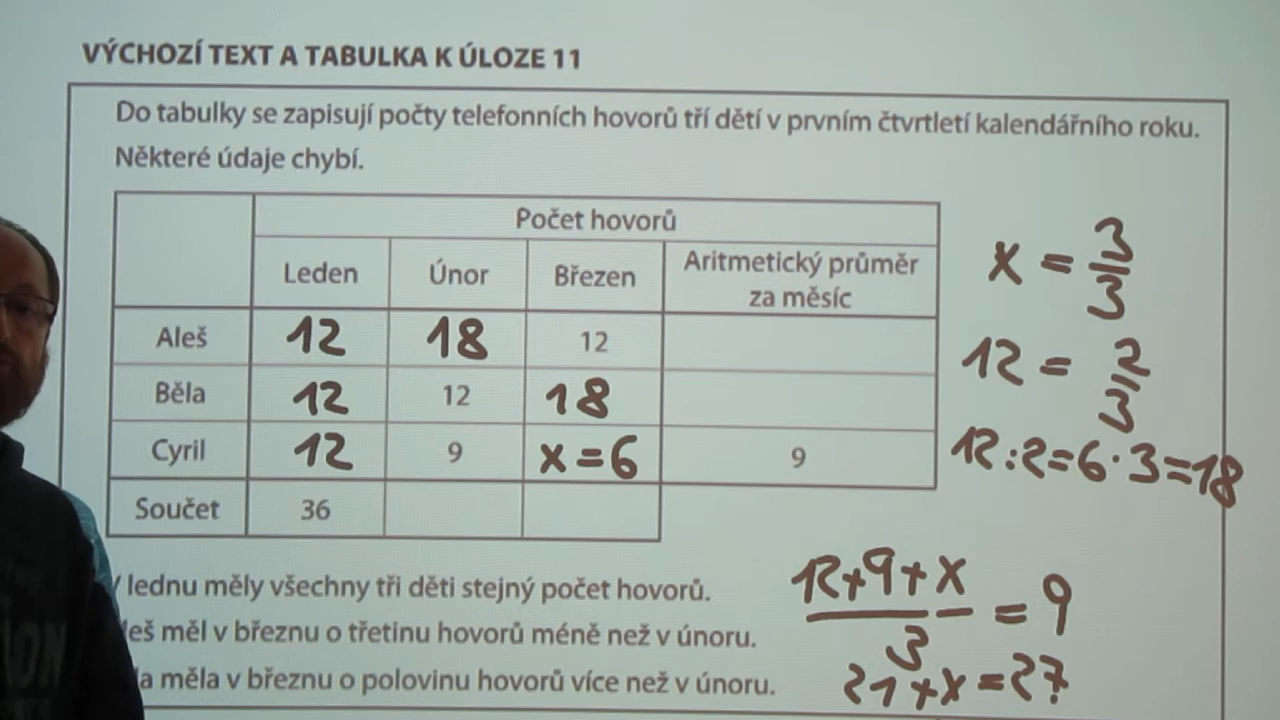 VÝCHOZÍ TEXT A TABULKA K ÚLOZE 11
Do tabulky se zapisují počty telefonních hovorů tří dětí v prvním čtvrtletí kalendářního roku.
Některé údaje chybí.
Počet hovorů
Leden Únor Březen Aritmetický průměr za měsíc
Aleš 12 18 12
Běla 12 12 18
Cyril 12 9 x=6 9
Součet 36
x = 3/3
12 = 2/3
12:2=6·3=18
lednu měly všechny tři děti stejný počet hovorů.
měl v březnu o třetinu hovorů méně než v únoru.
měla v březnu o polovinu hovorů více než v únoru.
12+9+x/3 = 9
21+x=27